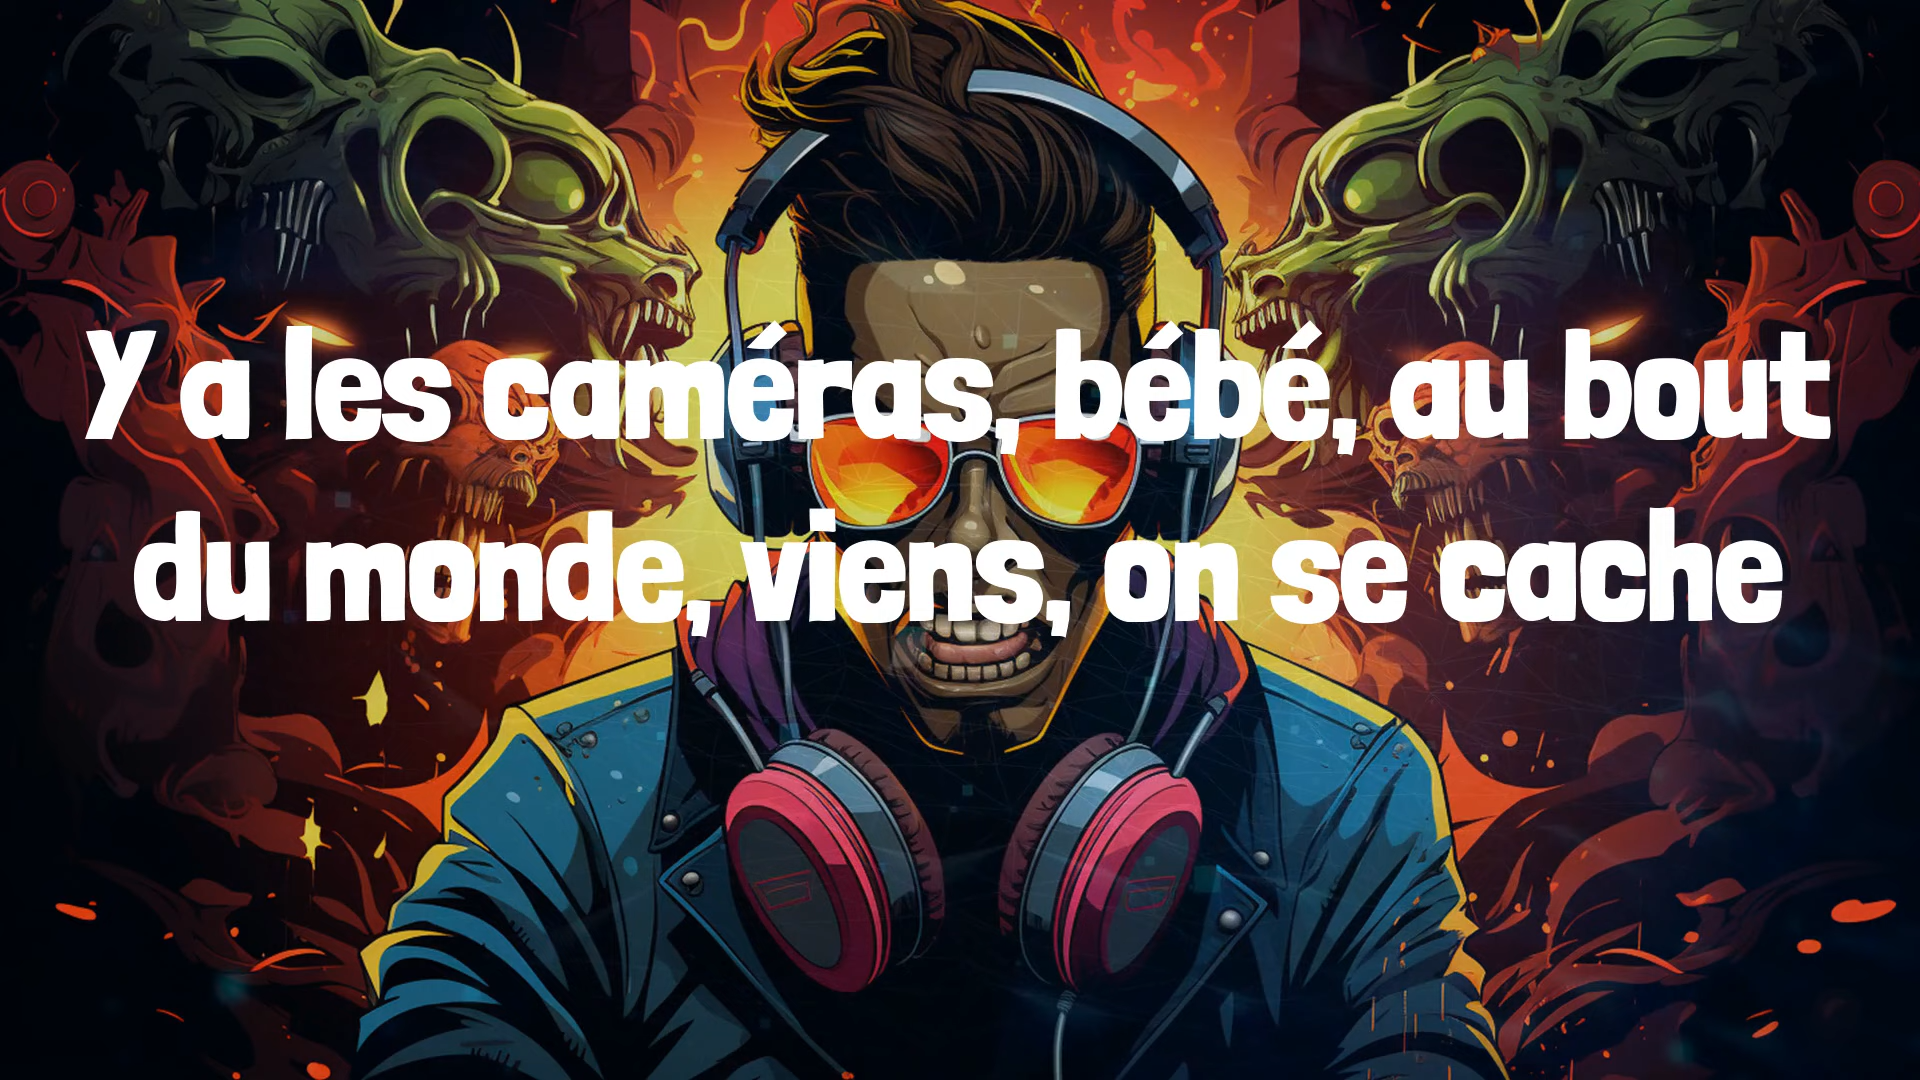 Y a les caméras, bébé, au bout
du monde, viens, on se cache